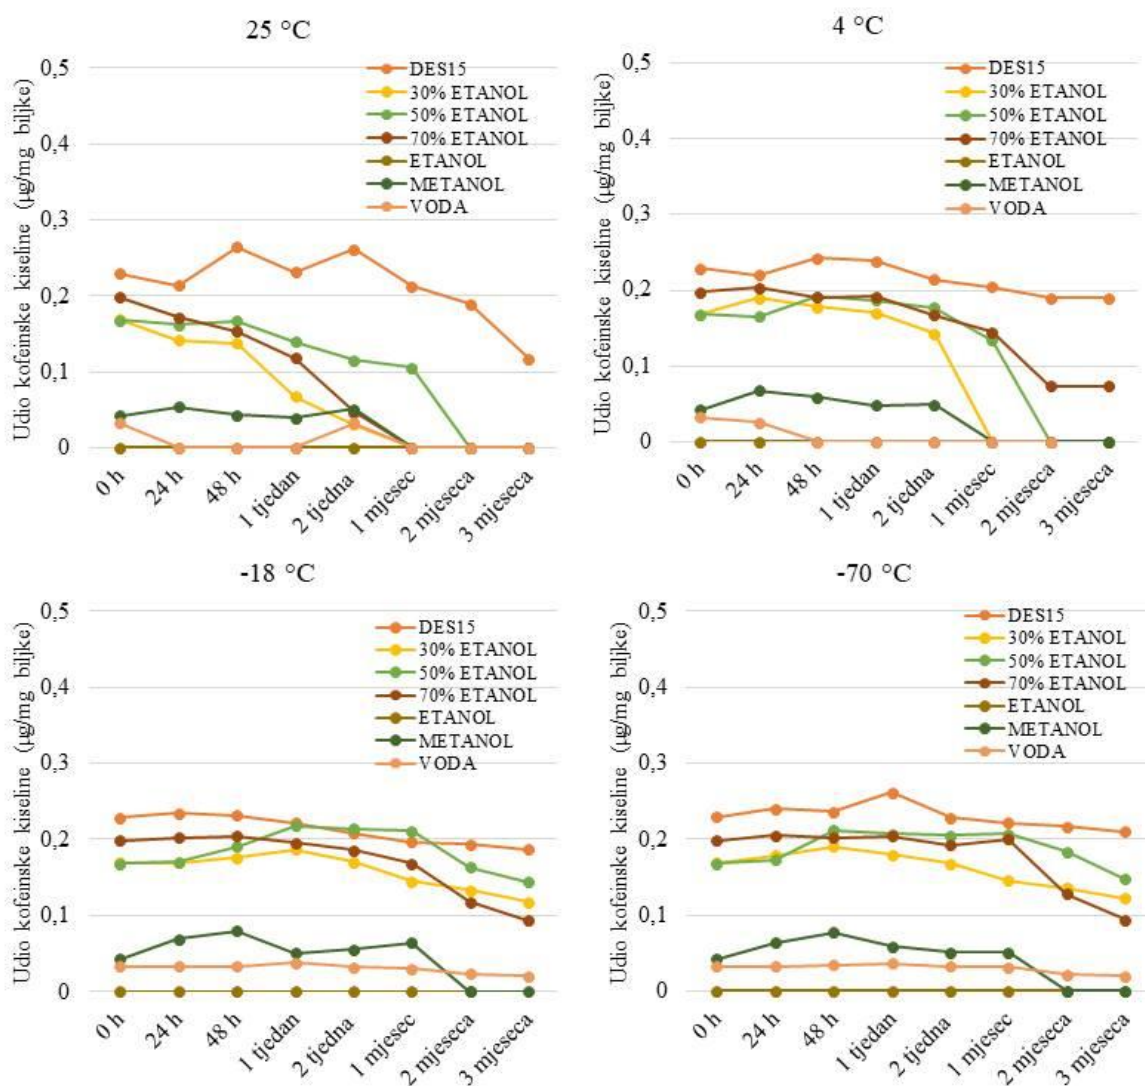 25 °C
Udio kofeinske kiseline (µg/mg biljke)
0,5
0,4
0,3
0,2
0,1
0
DES15
30% ETANOL
50% ETANOL
70% ETANOL
ETANOL
METANOL
VODA
0 h
24 h
48 h
1 tjedan
2 tjedna
1 mjesec
2 mjeseca
3 mjeseca
4 °C
Udio kofeinske kiseline (µg/mg biljke)
0,5
0,4
0,3
0,2
0,1
0
DES15
30% ETANOL
50% ETANOL
70% ETANOL
ETANOL
METANOL
VODA
0 h
24 h
48 h
1 tjedan
2 tjedna
1 mjesec
2 mjeseca
3 mjeseca
-18 °C
Udio kofeinske kiseline (µg/mg biljke)
0,5
0,4
0,3
0,2
0,1
0
DES15
30% ETANOL
50% ETANOL
70% ETANOL
ETANOL
METANOL
VODA
0 h
24 h
48 h
1 tjedan
2 tjedna
1 mjesec
2 mjeseca
3 mjeseca
-70 °C
Udio kofeinske kiseline (µg/mg biljke)
0,5
0,4
0,3
0,2
0,1
0
DES15
30% ETANOL
50% ETANOL
70% ETANOL
ETANOL
METANOL
VODA
0 h
24 h
48 h
1 tjedan
2 tjedna
1 mjesec
2 mjeseca
3 mjeseca